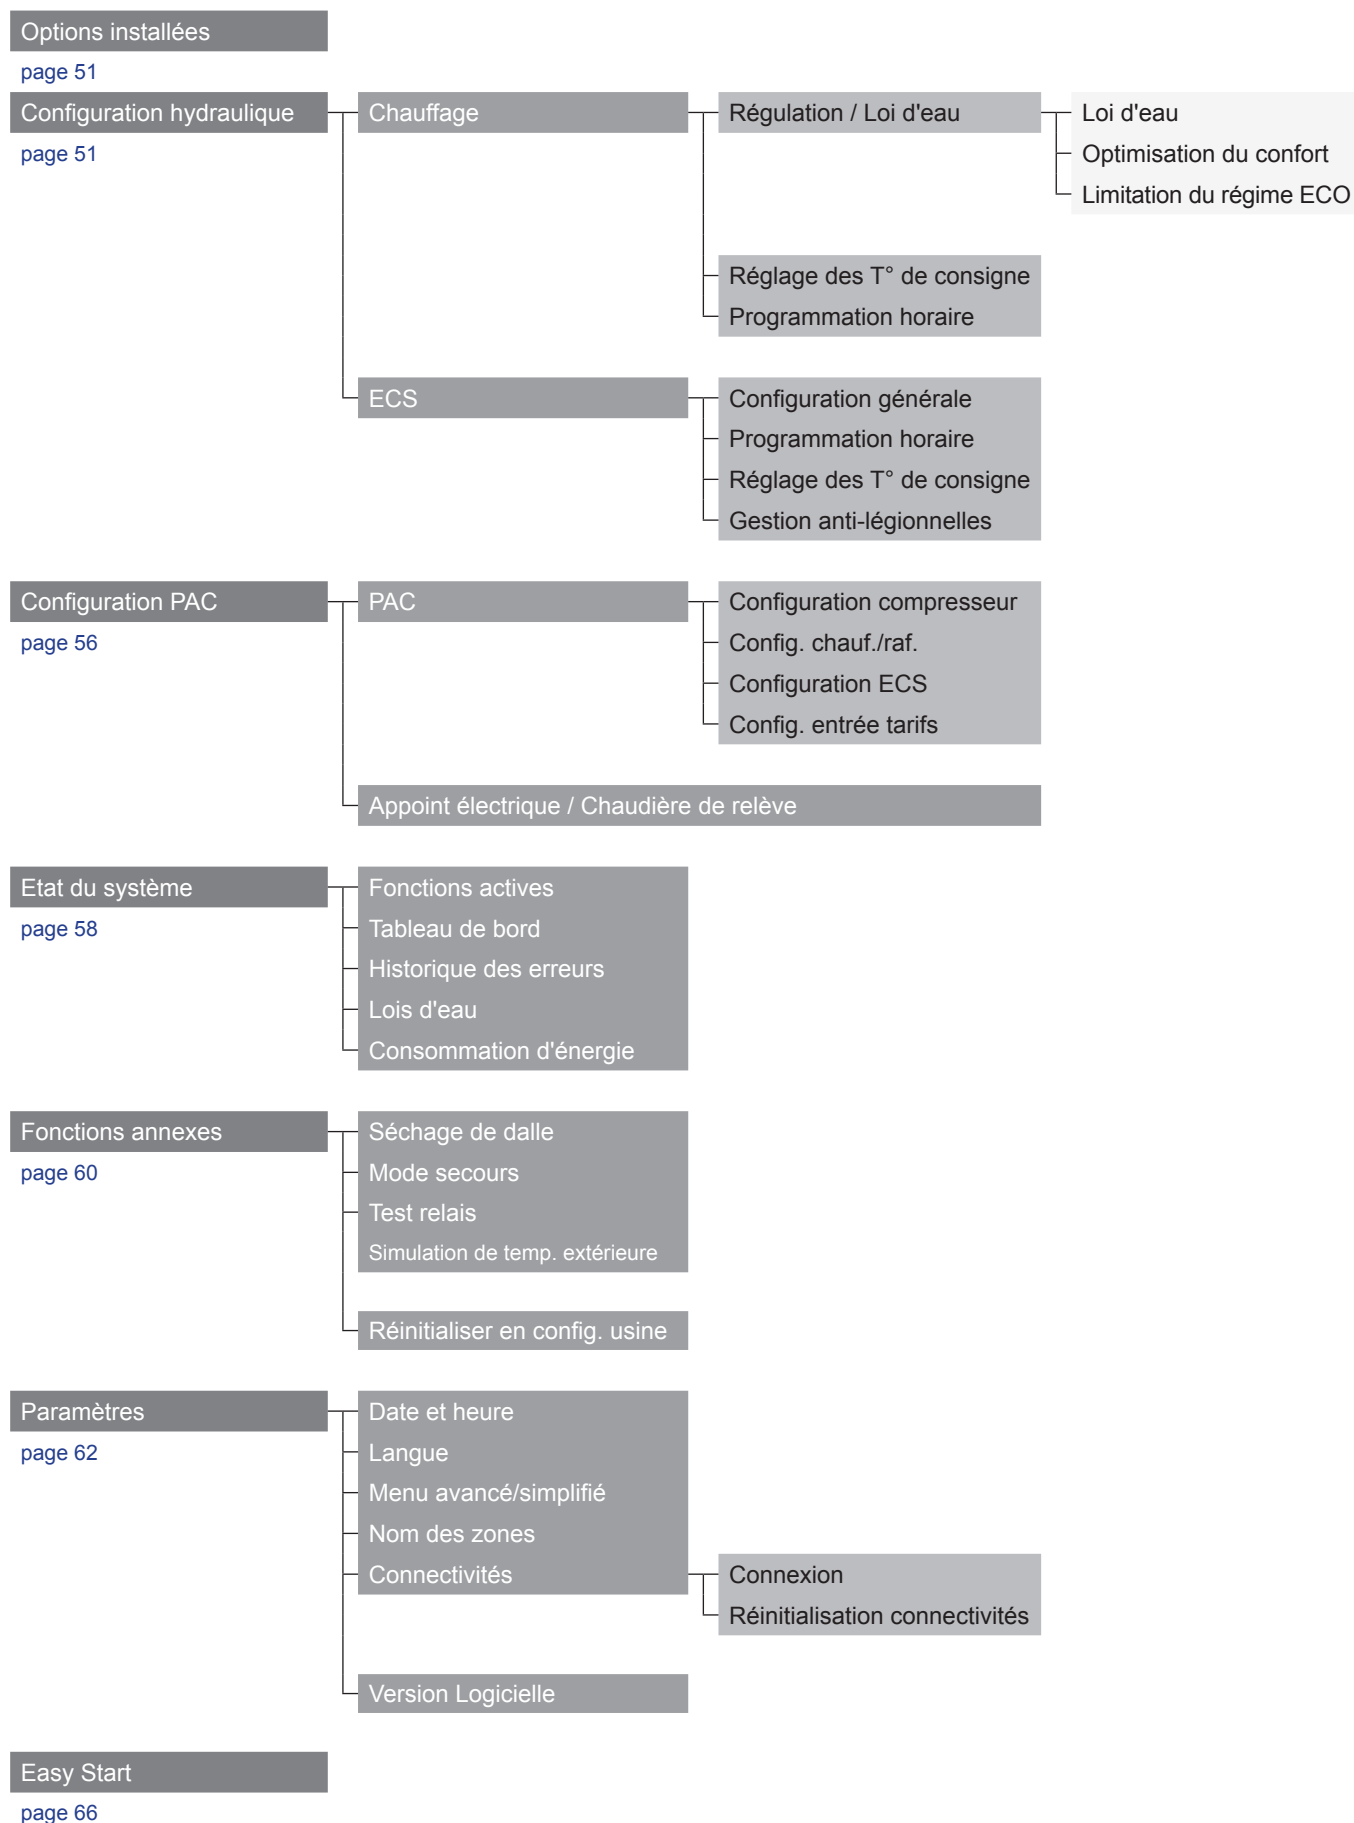 Options installées
page 51
Configuration hydraulique
page 51
Chauffage
Régulation / Loi d'eau
Loi d'eau
Optimisation du confort
Limitation du régime ECO
Réglage des T° de consigne
Programmation horaire
ECS
Configuration générale
Programmation horaire
Réglage des T° de consigne
Gestion anti-légionnelles
Configuration PAC
page 56
PAC
Configuration compresseur
Config. chauf./raf.
Configuration ECS
Config. entrée tarifs
Appoint électrique / Chaudière de relève
Etat du système
page 58
Fonctions actives
Tableau de bord
Historique des erreurs
Lois d'eau
Consommation d'énergie
Fonctions annexes
page 60
Séchage de dalle
Mode secours
Test relais
Simulation de temp. extérieure
Réinitialiser en config. usine
Paramètres
page 62
Date et heure
Langue
Menu avancé/simplifié
Nom des zones
Connectivités
Connexion
Réinitialisation connectivités
Version Logicielle
Easy Start
page 66